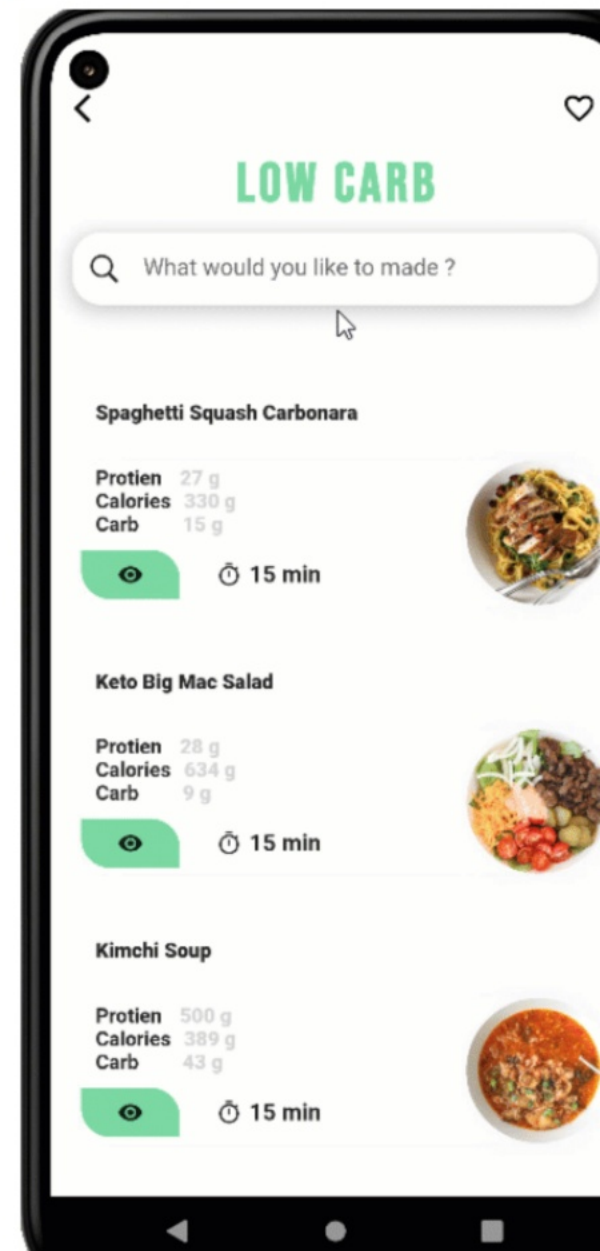 LOW CARB
What would you like to made ?
Spaghetti Squash Carbonara
Protien 27 g
Calories 330 g
Carb 15 g
15 min
Keto Big Mac Salad
Protien 28 g
Calories 634 g
Carb 9 g
15 min
Kimchi Soup
Protien 500 g
Calories 389 g
Carb 43 g
15 min